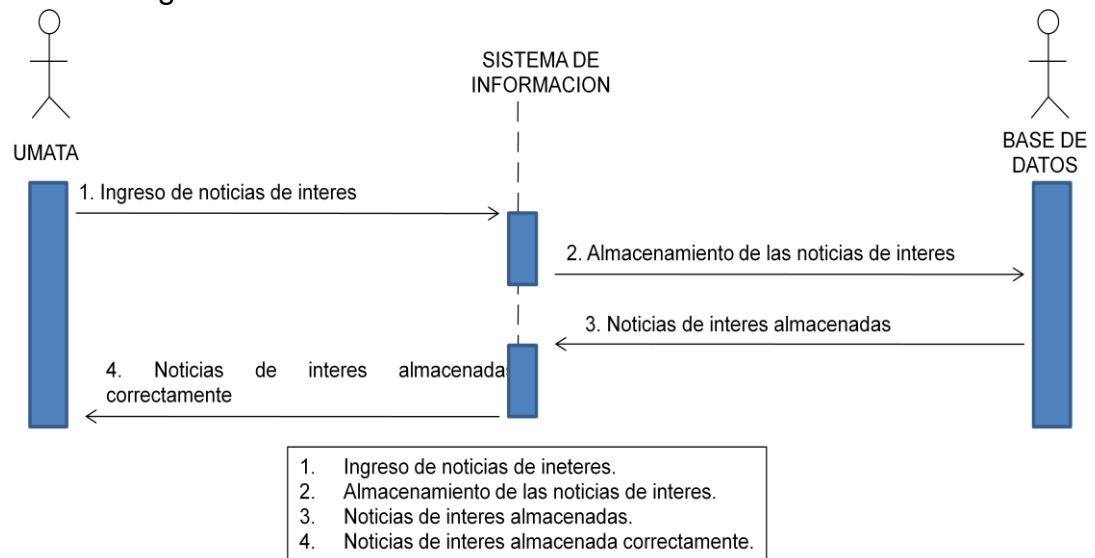 SISTEMA DE
INFORMACION
UMATA
BASE DE
DATOS
1. Ingreso de noticias de interes
2. Almacenamiento de las noticias de interes
3. Noticias de interes almacenadas
4. Noticias de interes almacenadas
correctamente
1. Ingreso de noticias de ineteres.
2. Almacenamiento de las noticias de interes.
3. Noticias de interes almacenadas.
4. Noticias de interes almacenada correctamente.